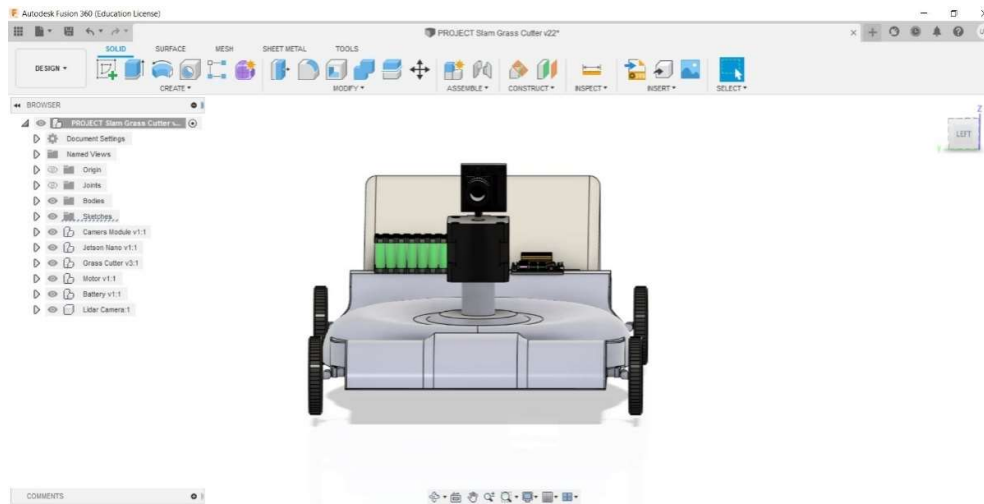 Autodesk Fusion 360 (Education License)
PROJECT Slam Grass Cutter v22*
SOLID SURFACE MESH SHEET METAL TOOLS
DESIGN
CREATE MODIFY ASSEMBLE CONSTRUCT INSPECT INSERT SELECT
BROWSER
PROJECT Slam Grass Cutter v...
Document Settings
Named Views
Origin
Joints
Bodies
Sketches
Camera Module v1:1
Jetson Nano v1:1
Grass Cutter v3:1
Motor v1:1
Battery v1:1
Lidar Camera:1
Z
LEFT
COMMENTS